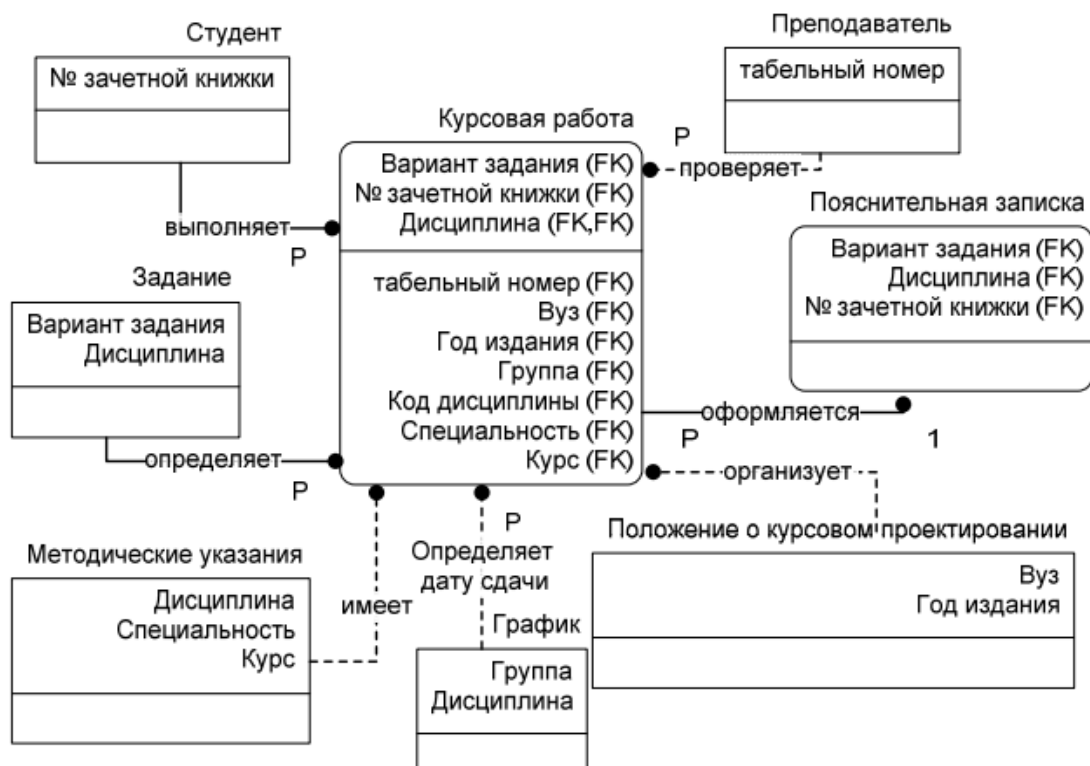 Студент
№ зачетной книжки
Преподаватель
табельный номер
Курсовая работа
Вариант задания (FK)
№ зачетной книжки (FK)
Дисциплина (FK,FK)
табельный номер (FK)
Вуз (FK)
Год издания (FK)
Группа (FK)
Код дисциплины (FK)
Специальность (FK)
Курс (FK)
P
проверяет
выполняет
P
Пояснительная записка
Вариант задания (FK)
Дисциплина (FK)
№ зачетной книжки (FK)
Задание
Вариант задания
Дисциплина
определяет
P
оформляется
P
1
организует
Положение о курсовом проектировании
Вуз
Год издания
Методические указания
Дисциплина
Специальность
Курс
имеет
P
Определяет
дату сдачи
График
Группа
Дисциплина